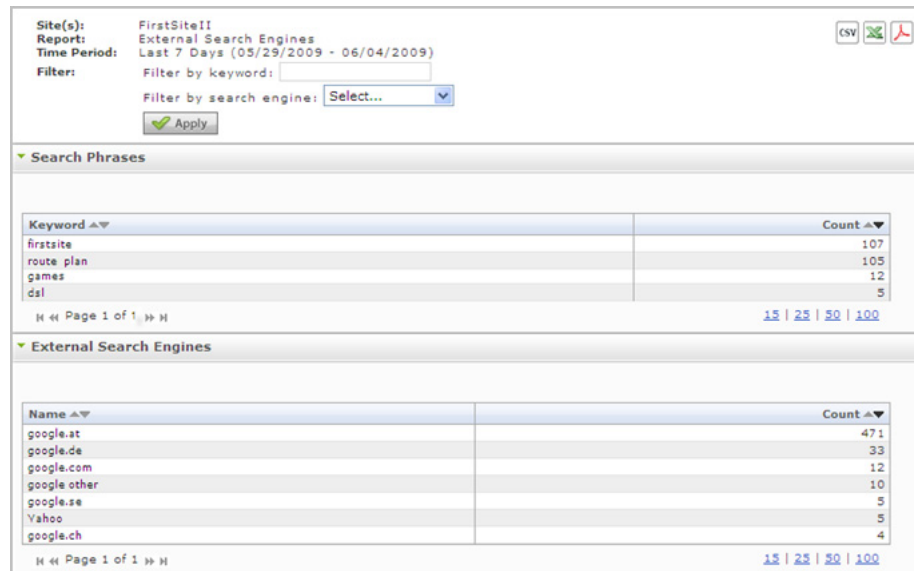 Site(s): FirstSiteII
Report: External Search Engines
Time Period: Last 7 Days (05/29/2009 - 06/04/2009)
Filter: Filter by keyword:
Filter by search engine: Select...
Apply
CSV
Search Phrases
Keyword Count
firstsite 107
route plan 105
games 12
dsl 5
Page 1 of 1
15 | 25 | 50 | 100
External Search Engines
Name Count
google.at 471
google.de 33
google.com 12
google other 10
google.se 5
Yahoo 5
google.ch 4
Page 1 of 1
15 | 25 | 50 | 100